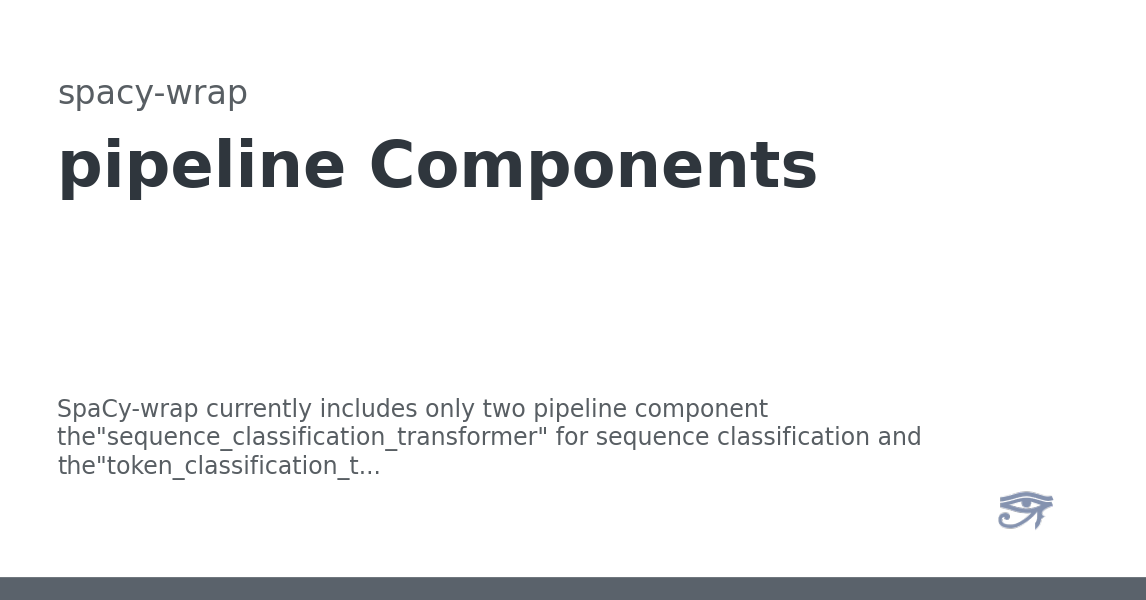 spacy-wrap
pipeline Components
SpaCy-wrap currently includes only two pipeline component
the"sequence_classification_transformer" for sequence classification and
the"token_classification_t...